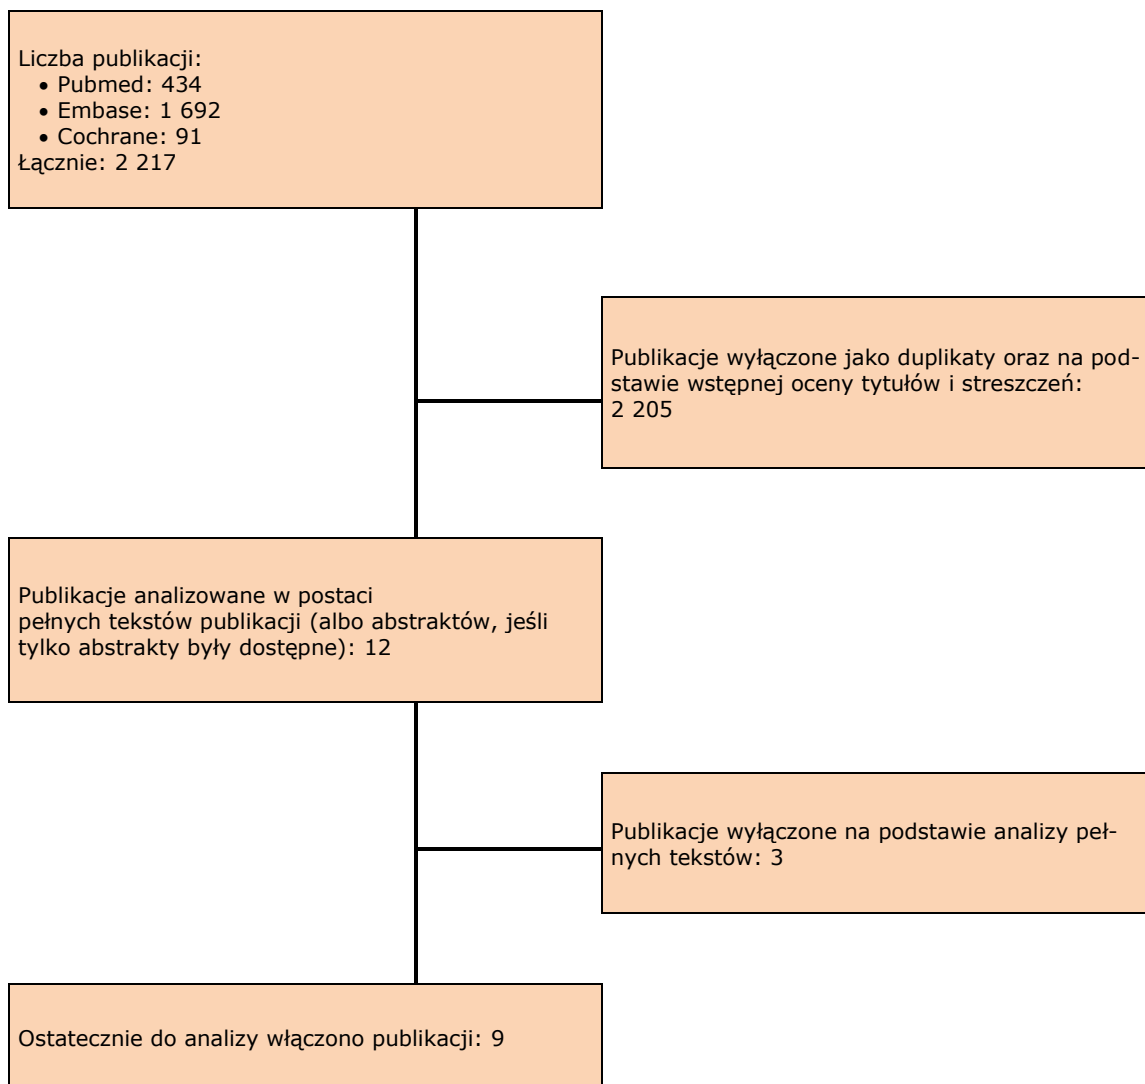 Liczba publikacji:
• Pubmed: 434
• Embase: 1 692
• Cochrane: 91
Łącznie: 2 217
Publikacje wyłączone jako duplikaty oraz na pod-
stawie wstępnej oceny tytułów i streszczeń:
2 205
Publikacje analizowane w postaci
pełnych tekstów publikacji (albo abstraktów, jeśli
tylko abstrakty były dostępne): 12
Publikacje wyłączone na podstawie analizy peł-
nych tekstów: 3
Ostatecznie do analizy włączono publikacji: 9